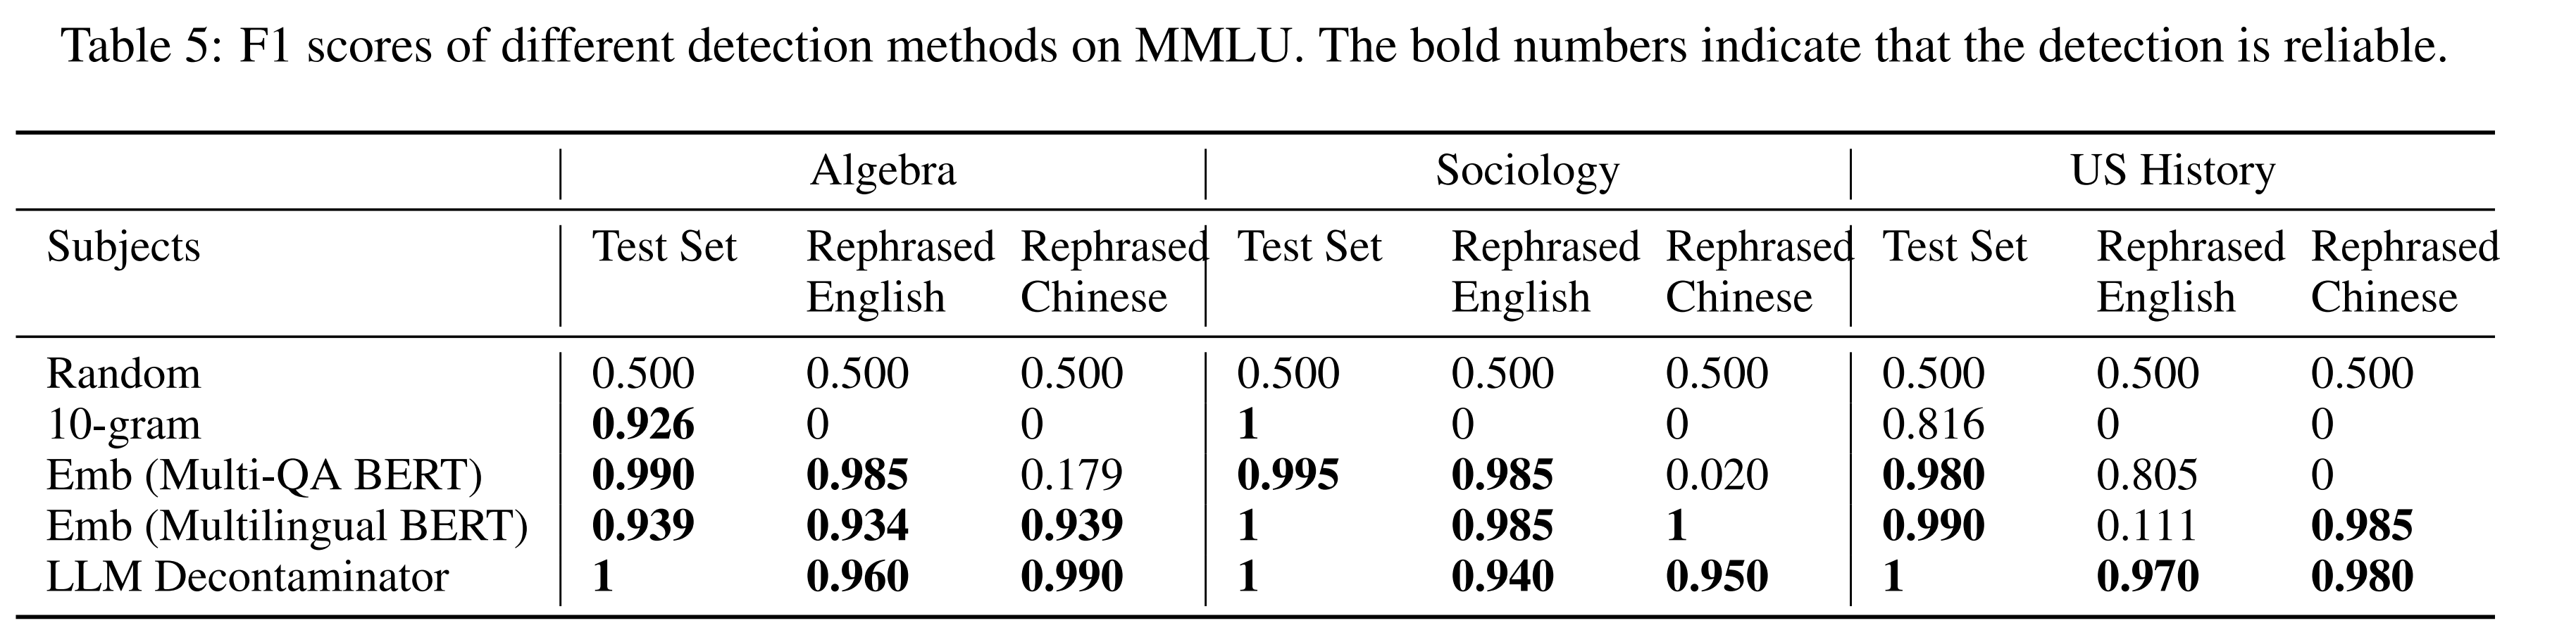 Table 5: F1 scores of different detection methods on MMLU. The bold numbers indicate that the detection is reliable.
Algebra Sociology US History
Subjects Test Set Rephrased Rephrased Test Set Rephrased Rephrased Test Set Rephrased Rephrased
English Chinese English Chinese English Chinese
Random 0.500 0.500 0.500 0.500 0.500 0.500 0.500 0.500 0.500
10-gram 0.926 0 0 1 0 0 0.816 0 0
Emb (Multi-QA BERT) 0.990 0.985 0.179 0.995 0.985 0.020 0.980 0.805 0
Emb (Multilingual BERT) 0.939 0.934 0.939 1 0.985 1 0.990 0.111 0.985
LLM Decontaminator 1 0.960 0.990 1 0.940 0.950 1 0.970 0.980